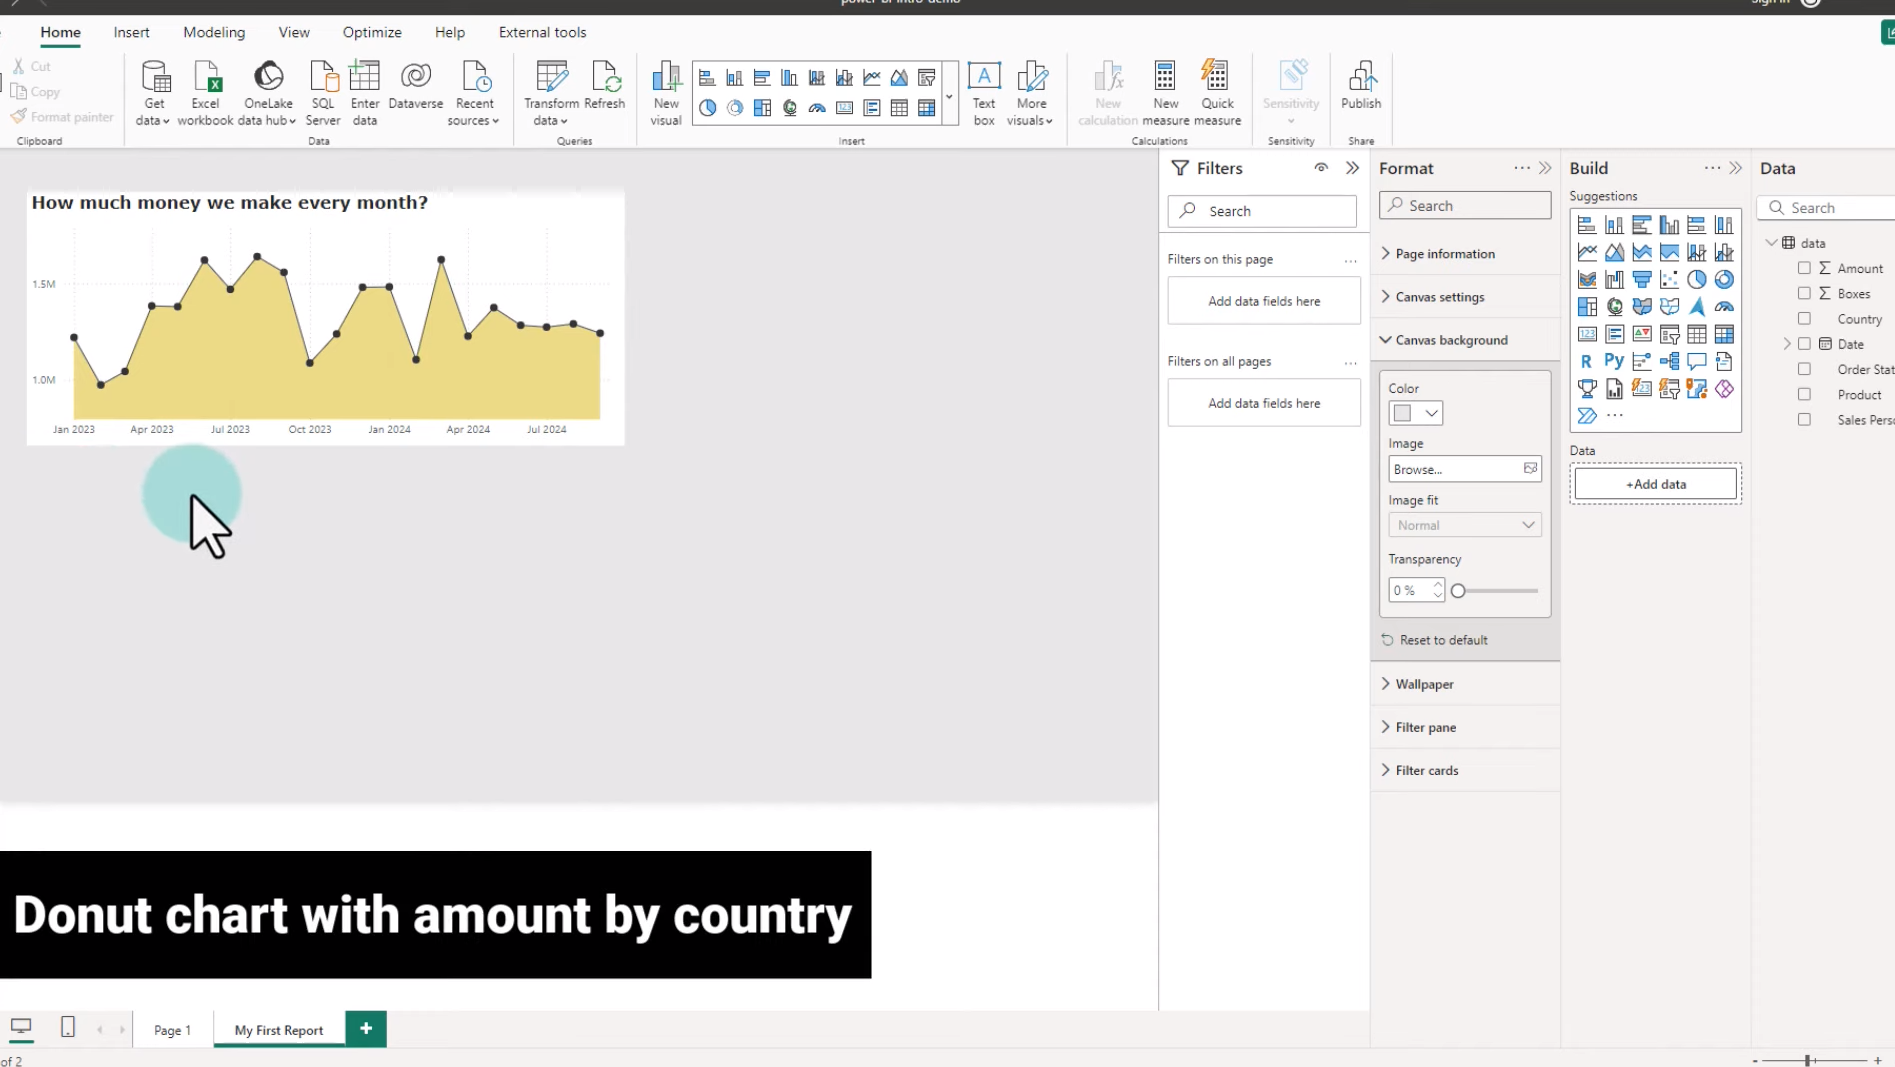 power-bi-intro-demo
Sign in
Home
Insert
Modeling
View
Optimize
Help
External tools
Cut
Copy
Format painter
Clipboard
Get data
Excel workbook
OneLake data hub
SQL Server
Enter data
Dataverse
Recent sources
Data
Transform data
Refresh
Queries
New visual
Text box
More visuals
Insert
New calculation
New measure
Quick measure
Calculations
Sensitivity
Sensitivity
Publish
Share
How much money we make every month?
1.5M
1.0M
Jan 2023
Apr 2023
Jul 2023
Oct 2023
Jan 2024
Apr 2024
Jul 2024
Filters
Search
Filters on this page
Add data fields here
Filters on all pages
Add data fields here
Format
Search
Page information
Canvas settings
Canvas background
Color
Image
Browse...
Image fit
Normal
Transparency
0 %
Reset to default
Wallpaper
Filter pane
Filter cards
Build
Suggestions
R
Py
Data
+Add data
Data
Search
data
Amount
Boxes
Country
Date
Order Stat
Product
Sales Pers
Donut chart with amount by country
Page 1
My First Report
of 2